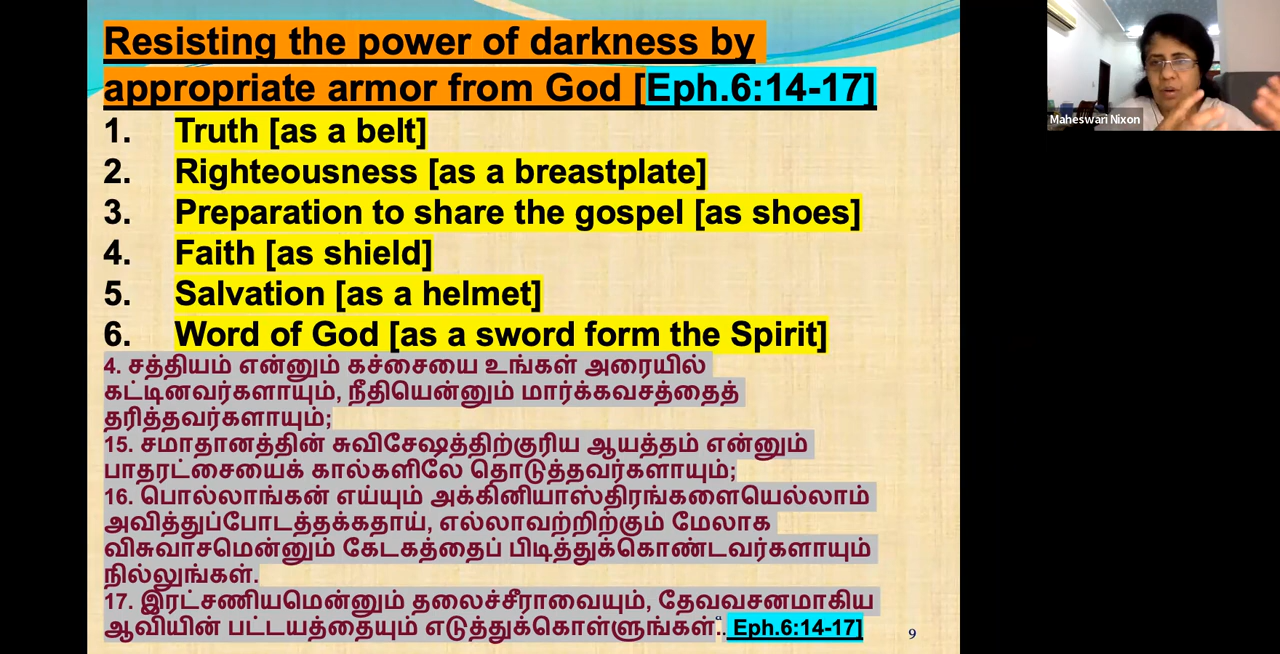 Resisting the power of darkness by
appropriate armor from God [Eph.6:14-17]
1. Truth [as a belt]
2. Righteousness [as a breastplate]
3. Preparation to share the gospel [as shoes]
4. Faith [as shield]
5. Salvation [as a helmet]
6. Word of God [as a sword form the Spirit]
4. சத்தியம் என்னும் கச்சையை உங்கள் அரையில்
கட்டினவர்களாயும், நீதியென்னும் மார்க்கவசத்தைத்
தரித்தவர்களாயும்;
15. சமாதானத்தின் சுவிசேஷத்திற்குரிய ஆயத்தம் என்னும்
பாதரட்சையைக் கால்களிலே தொடுத்தவர்களாயும்;
16. பொல்லாங்கன் எய்யும் அக்கினியாஸ்திரங்களையெல்லாம்
அவித்துப்போடத்தக்கதாய், எல்லாவற்றிற்கும் மேலாக
விசுவாசமென்னும் கேடகத்தைப் பிடித்துக்கொண்டவர்களாயும்
நில்லுங்கள்.
17. இரட்சணியமென்னும் தலைச்சீராவையும், தேவவசனமாகிய
ஆவியின் பட்டயத்தையும் எடுத்துக்கொள்ளுங்கள்.. Eph.6:14-17]
9
Maheswari Nixon